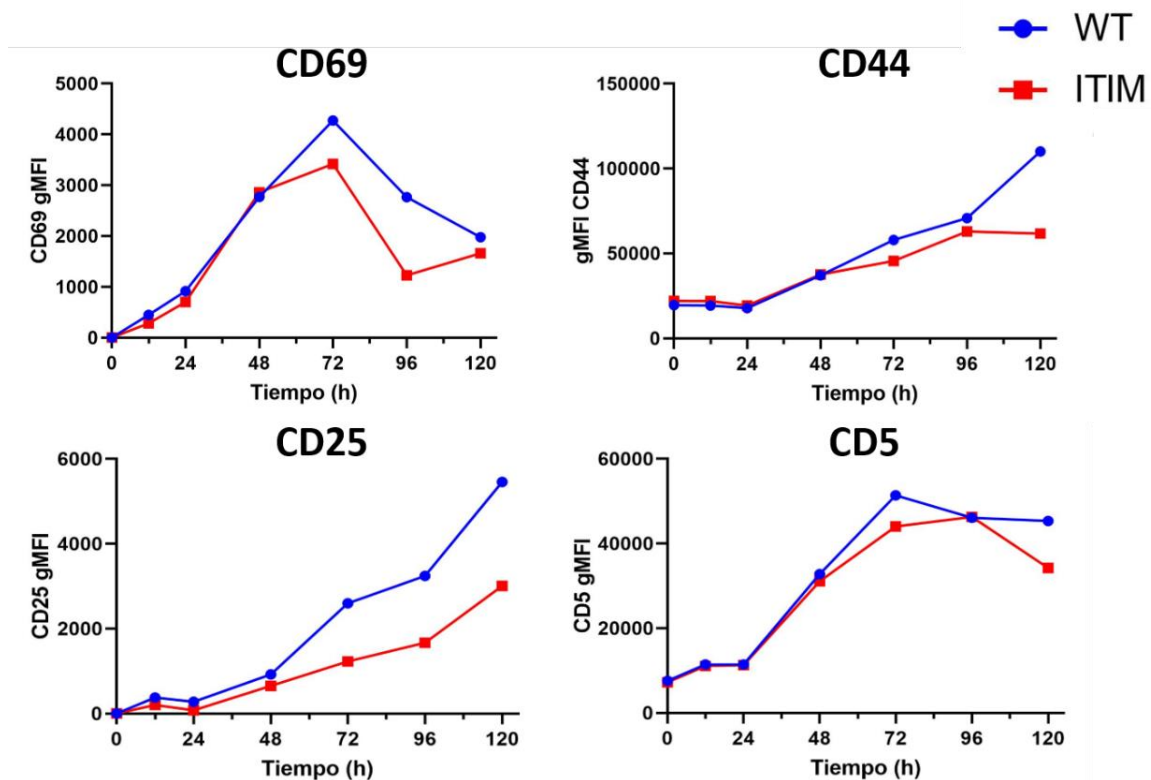 WT
ITIM
CD69
5000
4000
3000
2000
1000
0
CD69 gMFI
0 24 48 72 96 120
Tiempo (h)
CD44
150000
100000
50000
0
gMFI CD44
0 24 48 72 96 120
Tiempo (h)
CD25
6000
4000
2000
0
CD25 gMFI
0 24 48 72 96 120
Tiempo (h)
CD5
60000
40000
20000
0
CD5 gMFI
0 24 48 72 96 120
Tiempo (h)